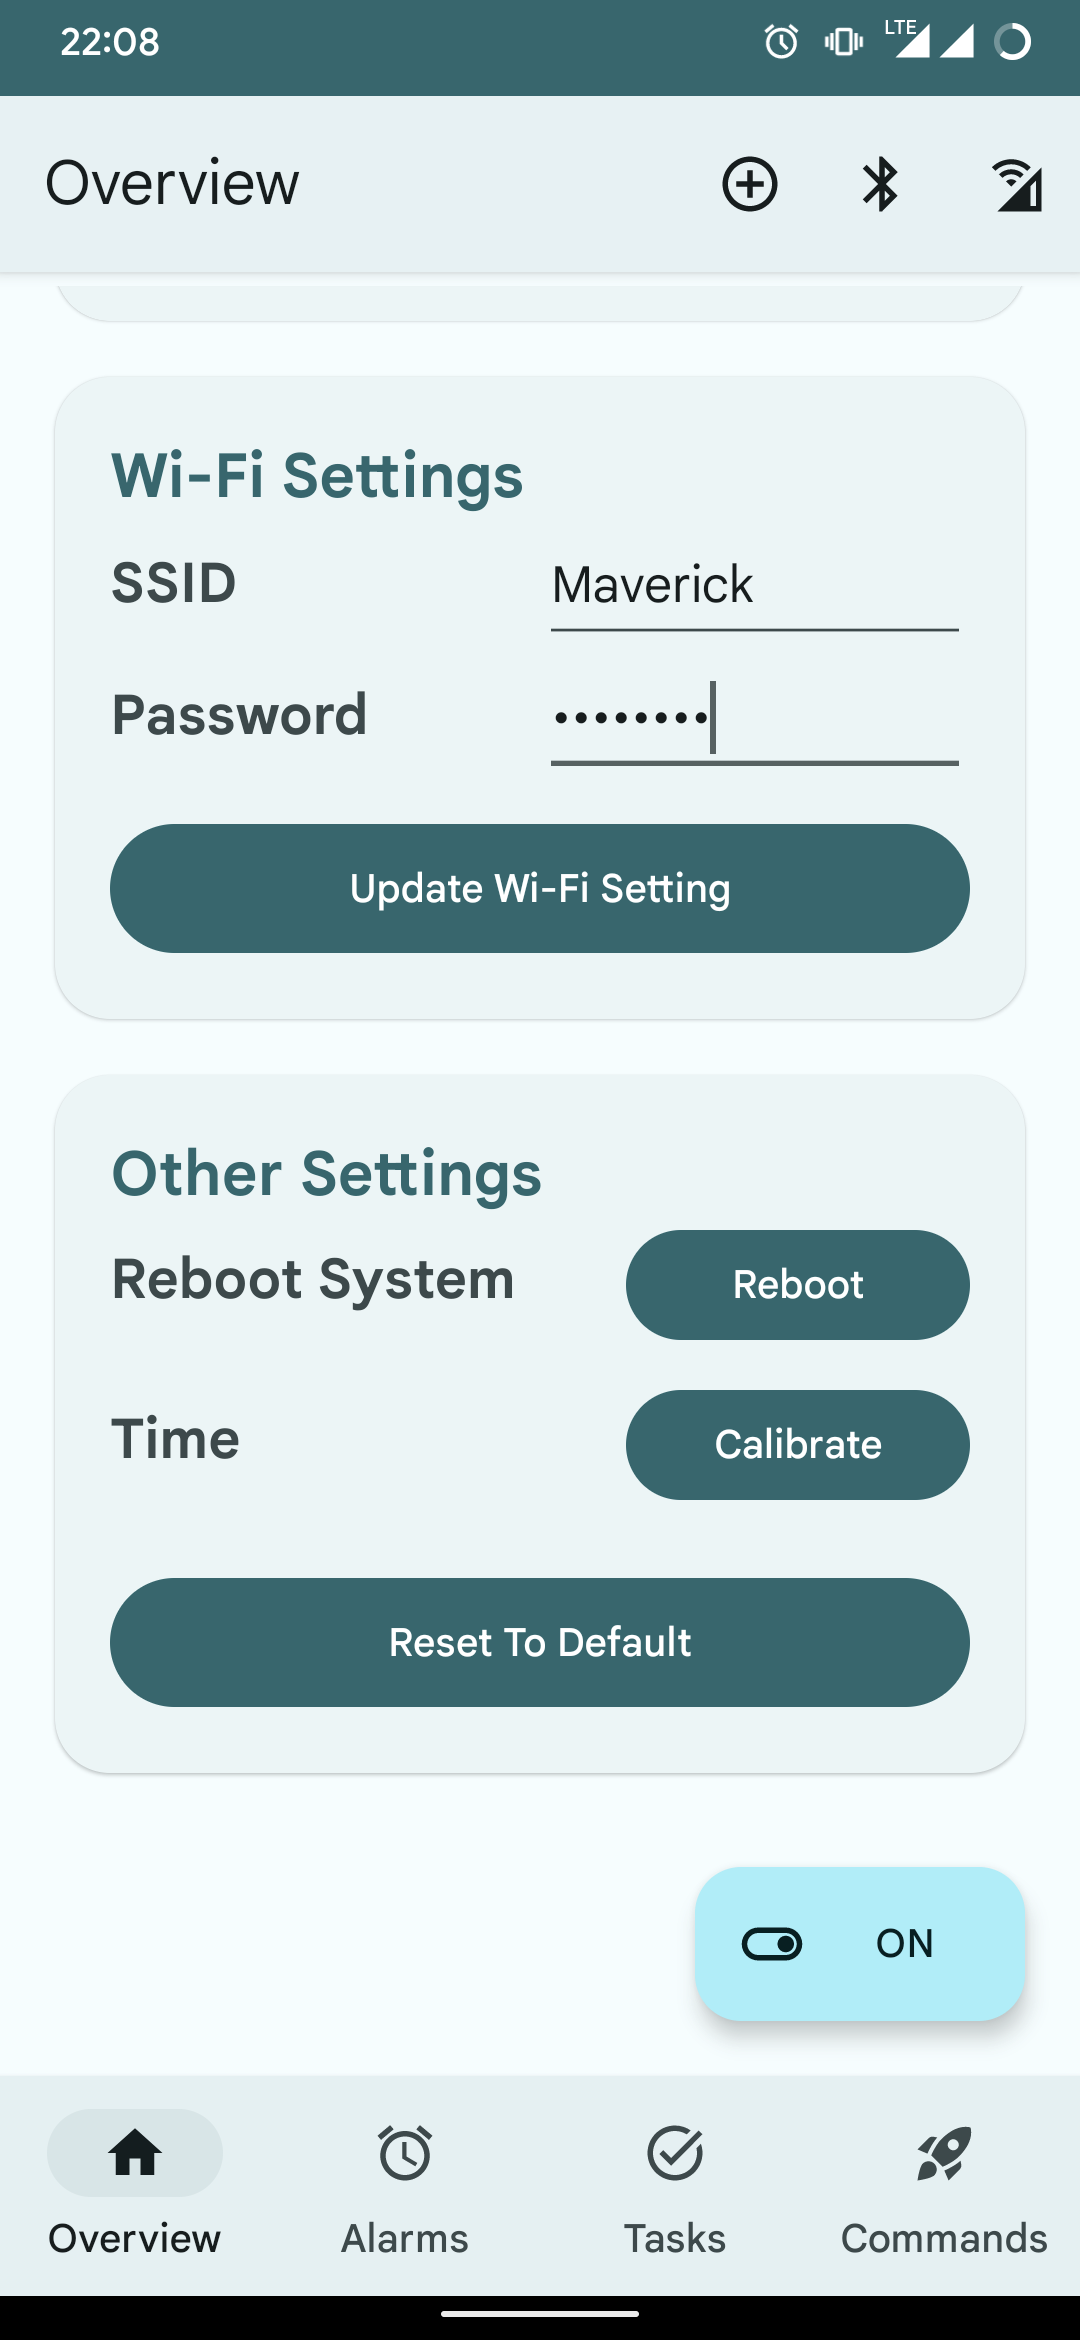 22:08
LTE
Overview
Wi-Fi Settings
SSID Maverick
Password ••••••••
Update Wi-Fi Setting
Other Settings
Reboot System Reboot
Time Calibrate
Reset To Default
ON
Overview Alarms Tasks Commands